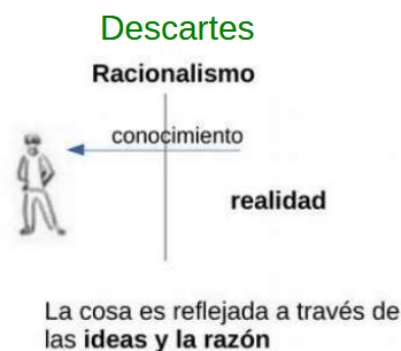 Descartes
Racionalismo
conocimiento
realidad
La cosa es reflejada a través de
las ideas y la razón